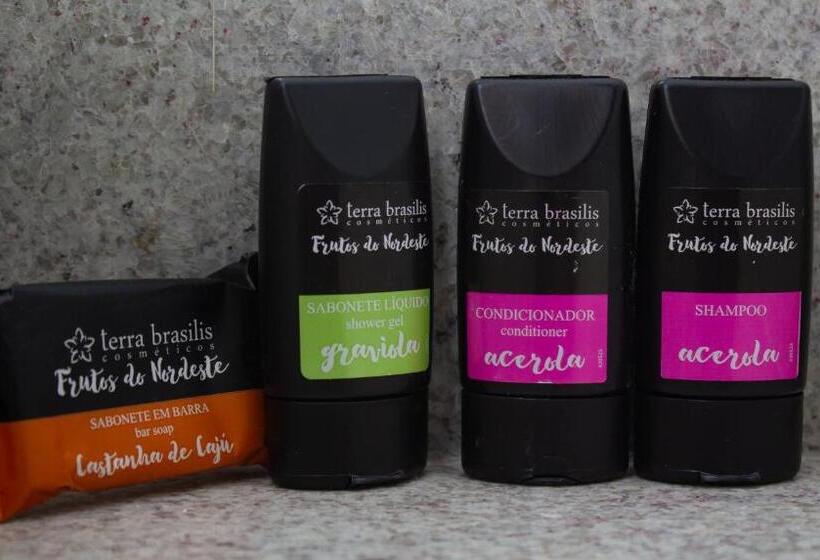 terra brasilis
cosméticos
Frutos do Nordeste
SABONETE EM BARRA
bar soap
Castanha de Cajú
terra brasilis
cosméticos
Frutos do Nordeste
SABONETE LÍQUIDO
shower gel
graviola
terra brasilis
cosméticos
Frutos do Nordeste
CONDICIONADOR
conditioner
acerola
terra brasilis
cosméticos
Frutos do Nordeste
SHAMPOO
acerola